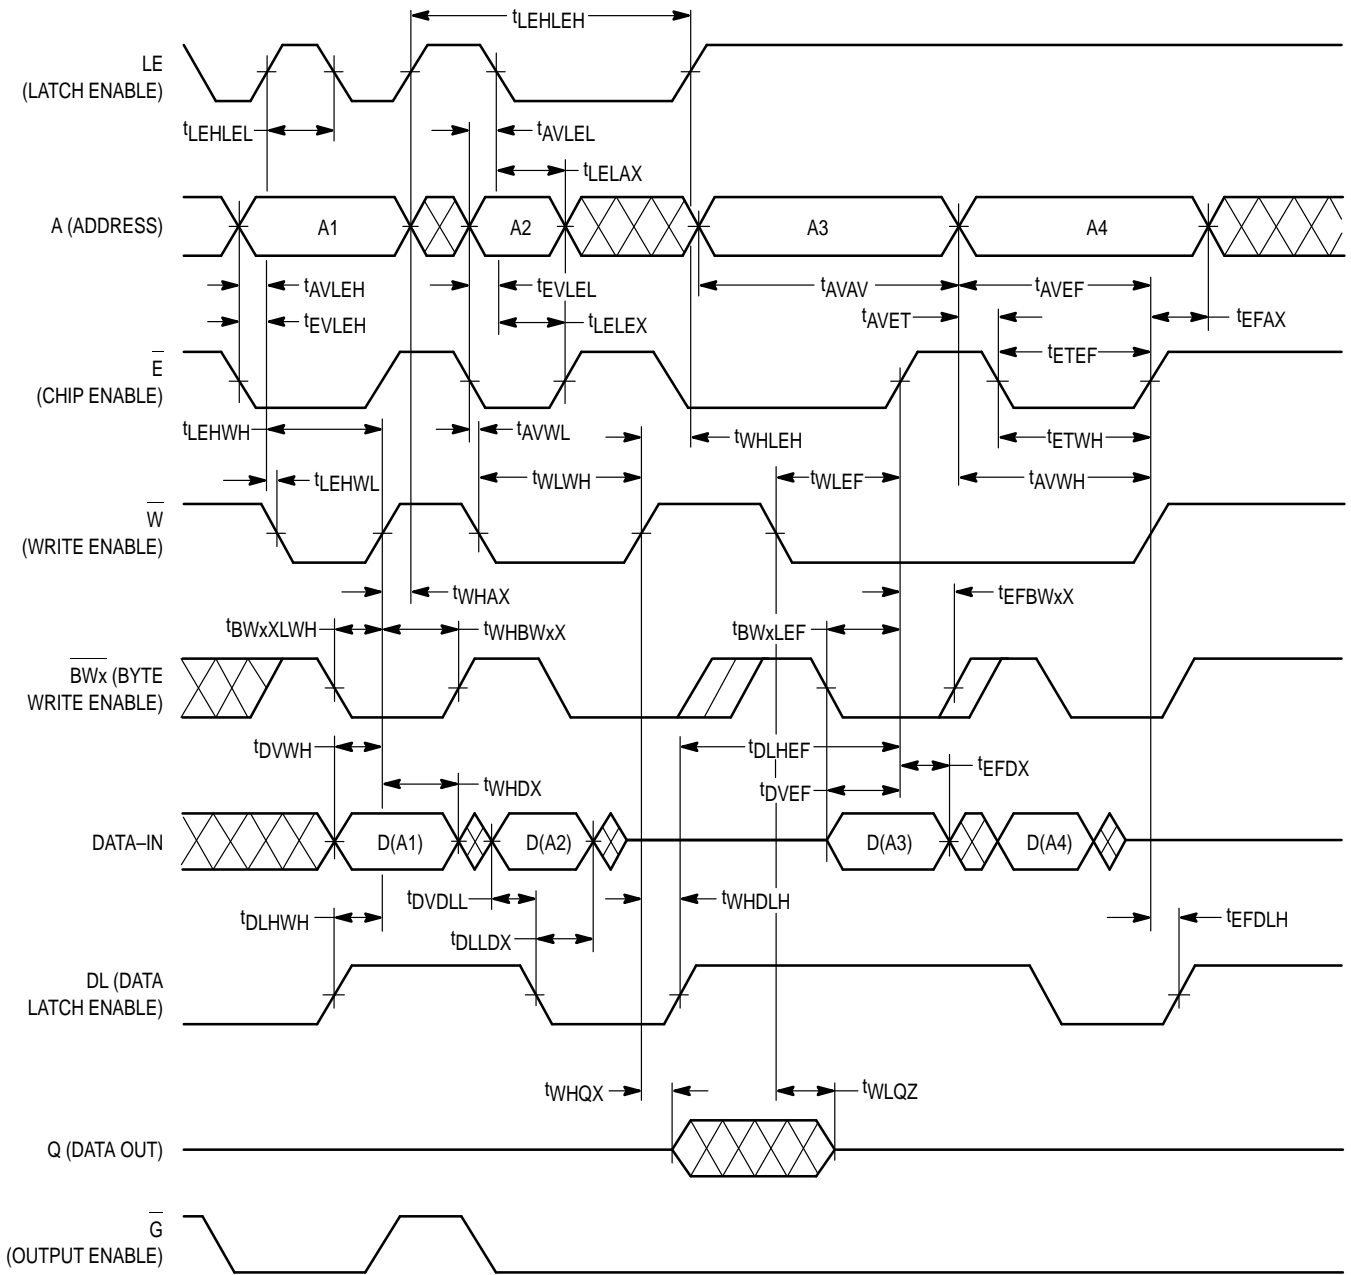 tLEHLEH
LE
(LATCH ENABLE)
tLEHLEL
tAVLEL
tLELAX
A (ADDRESS)
A1
A2
A3
A4
tAVLEH
tEVLEL
tAVAV
tAVEF
tEVLEH
tLELEX
tAVET
tEFAX
E
(CHIP ENABLE)
tETEF
tLEHWH
tAVWL
tWHLEH
tETWH
tLEHWL
tWLWH
tWLEF
tAVWH
W
(WRITE ENABLE)
tWHAX
tEFBWxX
tBWxXLWH
tWHBWxX
tBWxLEF
BWx (BYTE
WRITE ENABLE)
tDVWH
tDLHEF
tEFDX
tWHDX
tDVEF
DATA–IN
D(A1)
D(A2)
D(A3)
D(A4)
tDVDLL
tWHDLH
tDLHWH
tEFDLH
tDLLDX
DL (DATA
LATCH ENABLE)
tWHQX
tWLQZ
Q (DATA OUT)
G
(OUTPUT ENABLE)